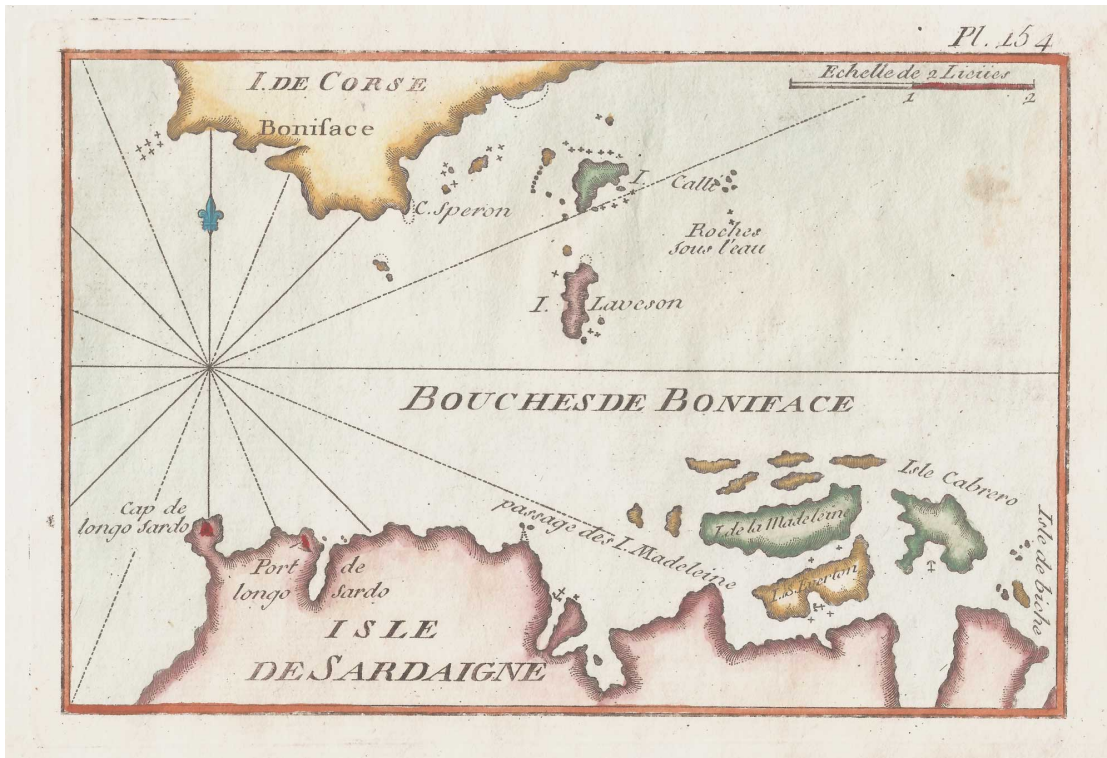 Pl. 154
Echelle de 2 Lieües
1 2
I. DE CORSE
Boniface
C. Speron
I. Calle
Roches
sous l'eau
I. Laveson
BOUCHES DE BONIFACE
Isle Cabrero
Cap de
longo sardo
passage des I. Madeleine
I. de la Madeleine
Isle de biche
Port de
longo sardo
ISLE
DE SARDAIGNE